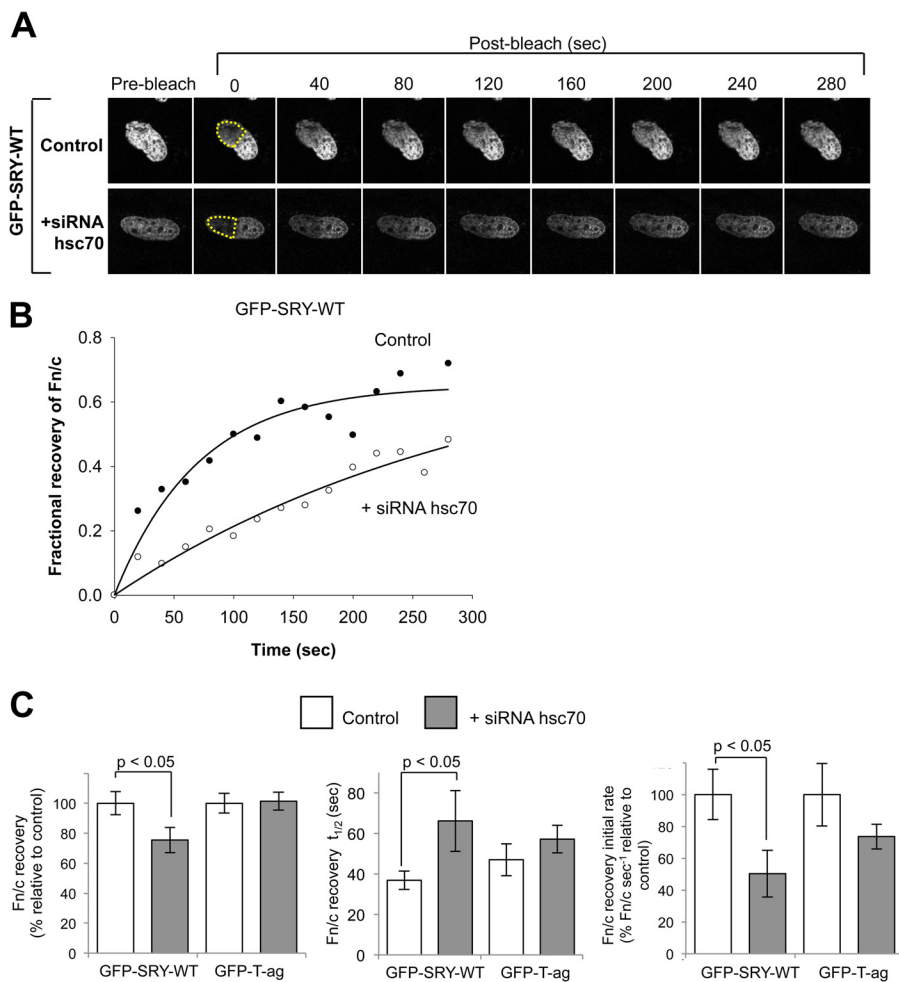 A
Post-bleach (sec)
Pre-bleach 0 40 80 120 160 200 240 280
GFP-SRY-WT
Control
+siRNA
hsc70
B
GFP-SRY-WT
Control
+ siRNA hsc70
Fractional recovery of Fn/c
0.8
0.6
0.4
0.2
0.0
0 50 100 150 200 250 300
Time (sec)
C
Control + siRNA hsc70
p < 0.05
Fn/c recovery
(% relative to control)
100
80
60
40
20
0
GFP-SRY-WT GFP-T-ag
p < 0.05
Fn/c recovery t1/2 (sec)
80
60
40
20
0
GFP-SRY-WT GFP-T-ag
p < 0.05
Fn/c recovery initial rate
(% Fn/c sec-1 relative to
control)
100
80
60
40
20
0
GFP-SRY-WT GFP-T-ag